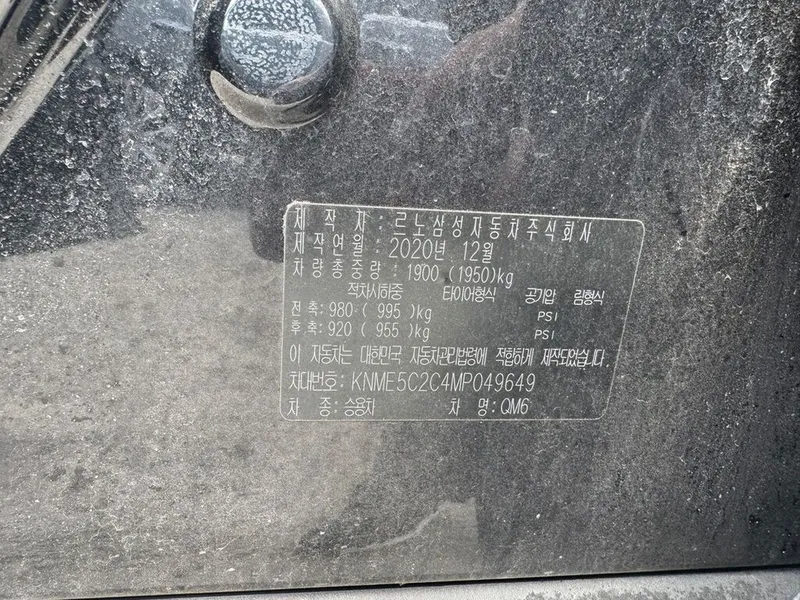 제 작 자 : 르노삼성자동차주식회사
제작연월 : 2020년 12월
차량총중량 : 1900 (1950)kg
적차시하중 타이어형식 공기압 림형식
전축: 980 ( 995 )kg PSI
후축: 920 ( 955 )kg PSI
이 자동차는 대한민국 자동차관리법령에 적합하게 제작되었습니다.
차대번호: KNME5C2C4MP049649
차 종: 승용차 차 명: QM6